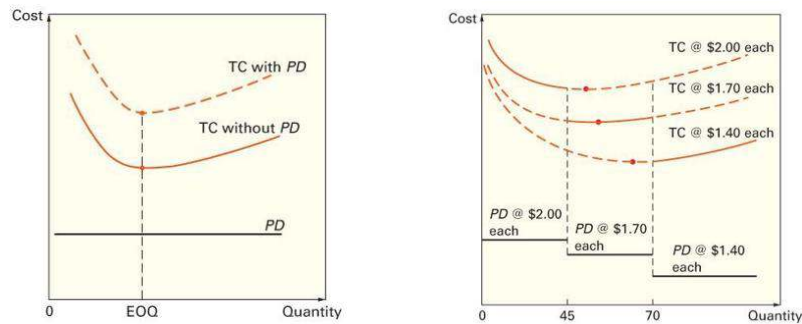 Cost
TC with PD
TC without PD
PD
0
EOQ
Quantity
Cost
TC @ $2.00 each
TC @ $1.70 each
TC @ $1.40 each
PD @ $2.00
each
PD @ $1.70
each
PD @ $1.40
each
0
45
70
Quantity